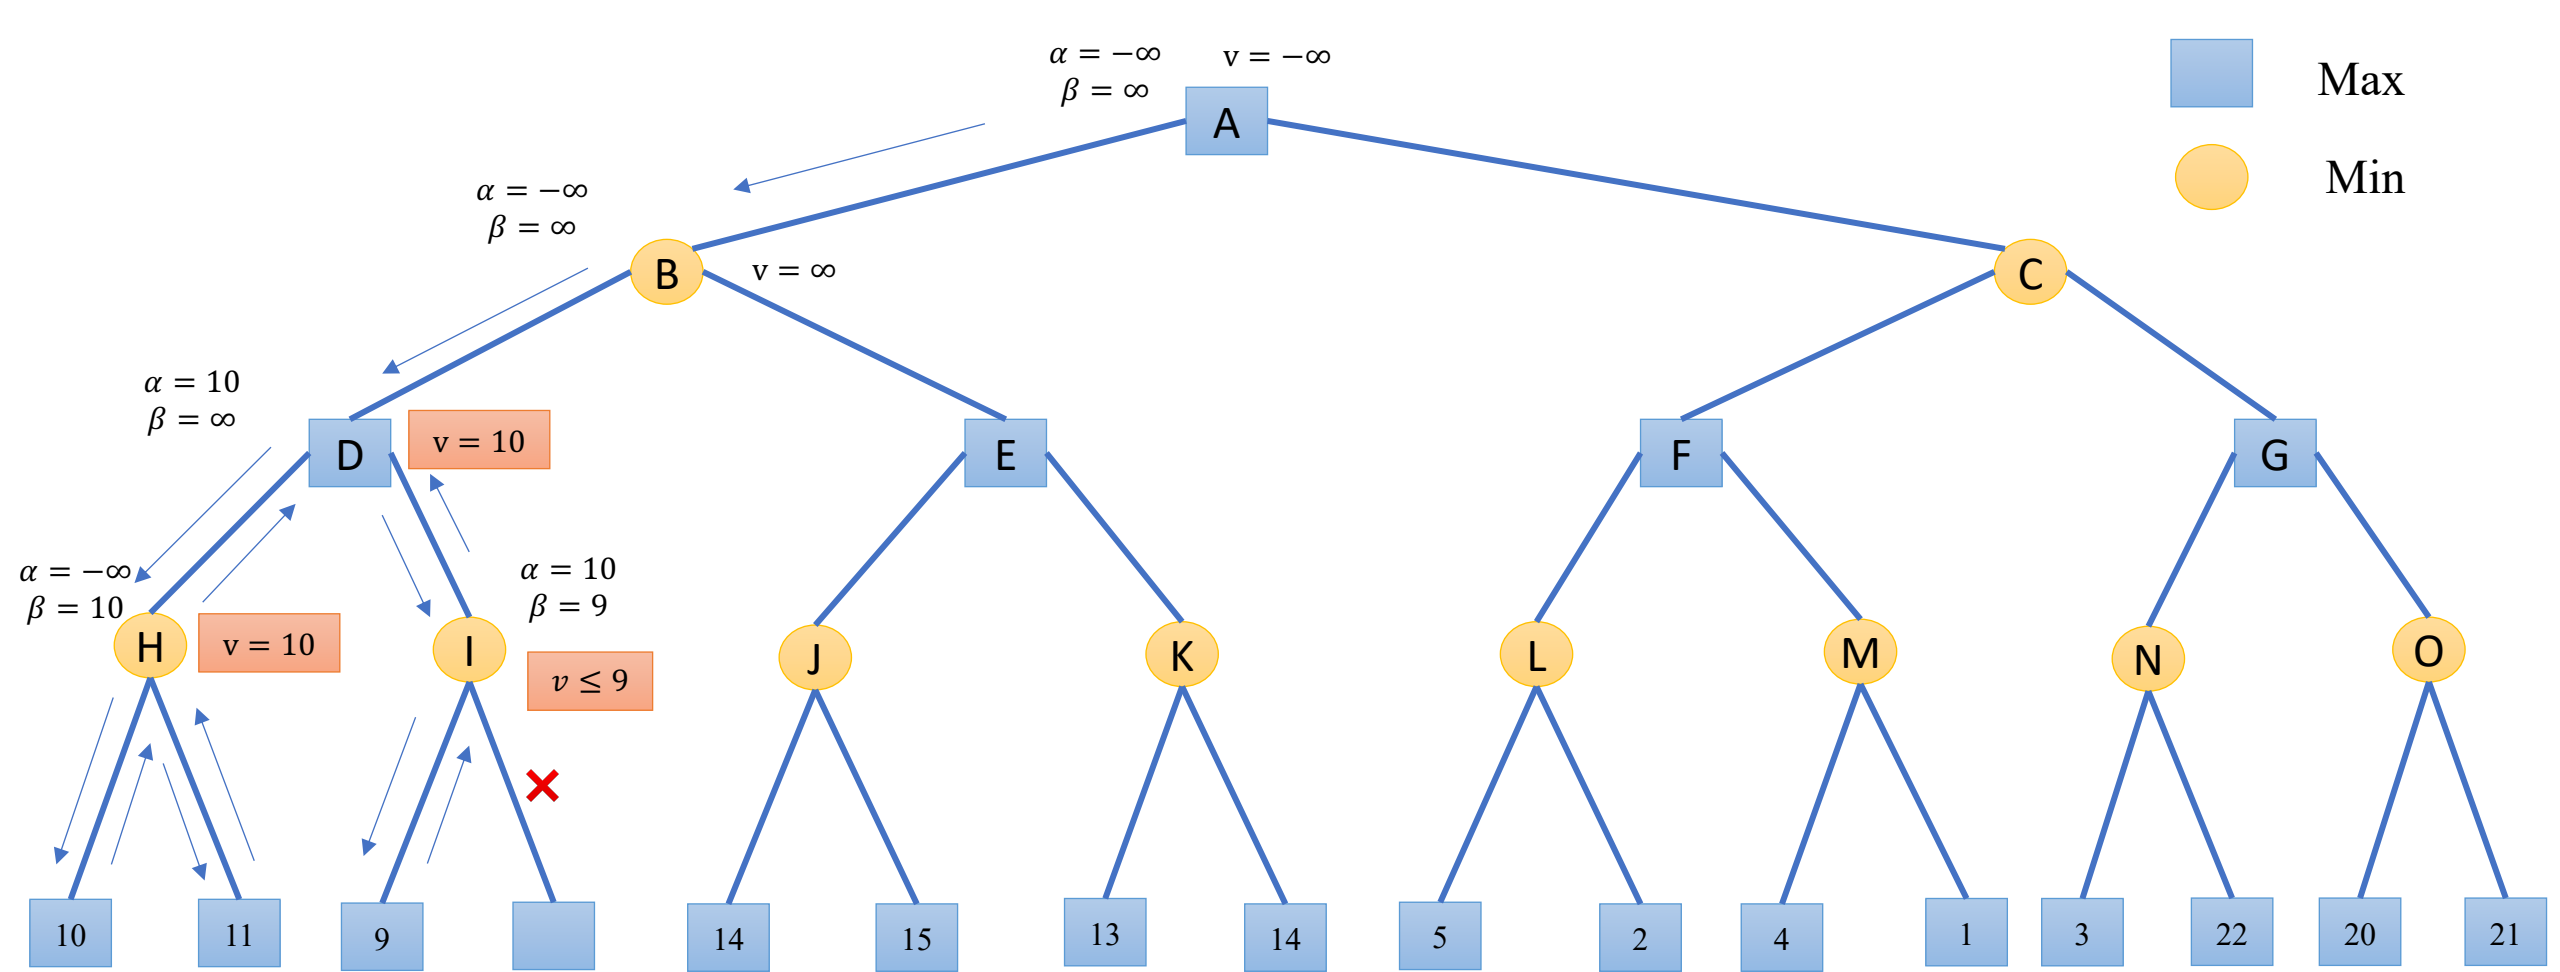 α = −∞ v = −∞
β = ∞
A
Max
Min
α = −∞
β = ∞
B
v = ∞
C
α = 10
β = ∞
D
v = 10
E
F
G
α = −∞
β = 10
H
v = 10
I
α = 10
β = 9
v ≤ 9
J
K
L
M
N
O
10 11 9 14 15 13 14 5 2 4 1 3 22 20 21